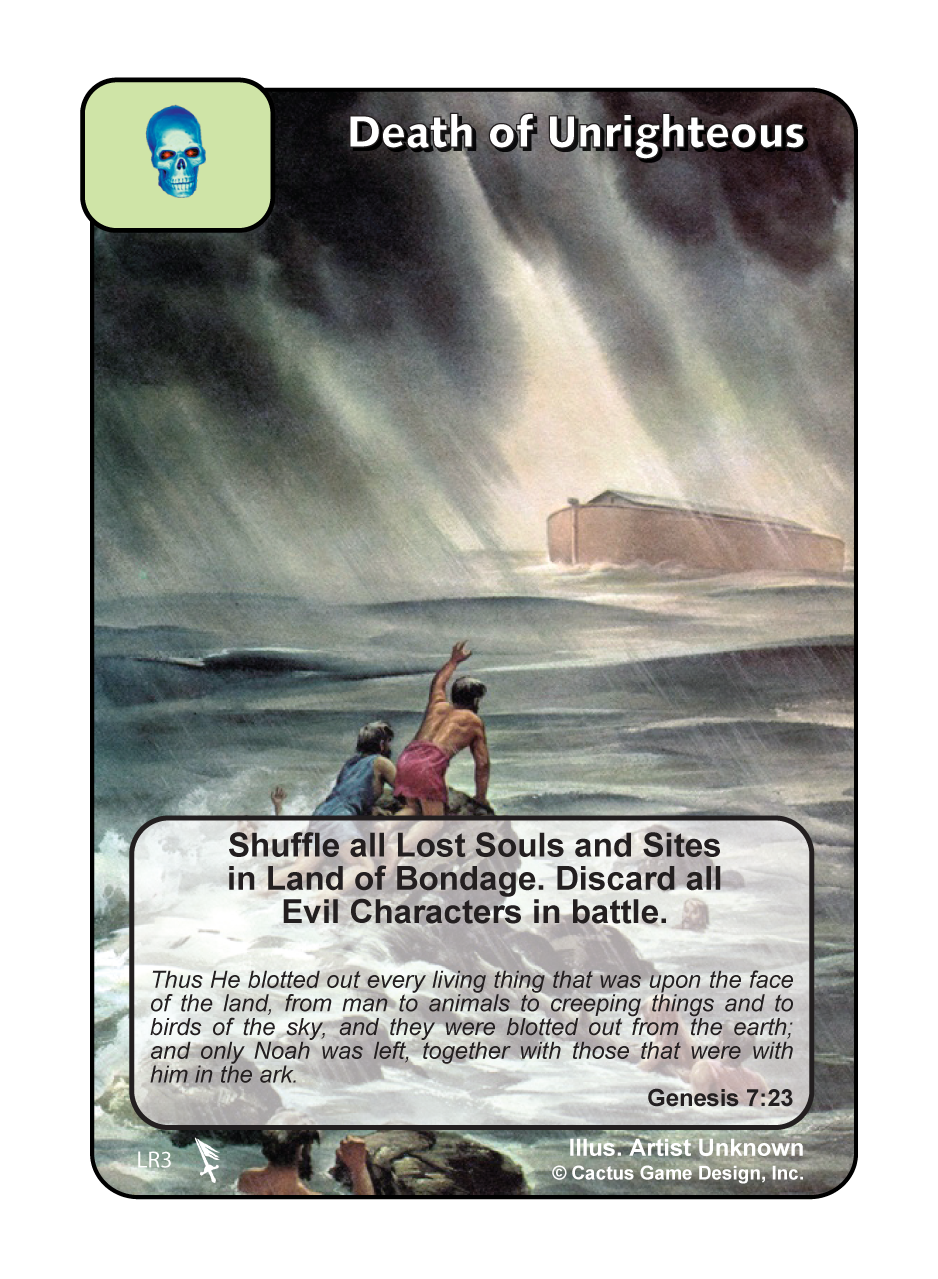 Death of Unrighteous
Shuffle all Lost Souls and Sites
in Land of Bondage. Discard all
Evil Characters in battle.
Thus He blotted out every living thing that was upon the face
of the land, from man to animals to creeping things and to
birds of the sky, and they were blotted out from the earth;
and only Noah was left, together with those that were with
him in the ark.
Genesis 7:23
LR3
Illus. Artist Unknown
© Cactus Game Design, Inc.